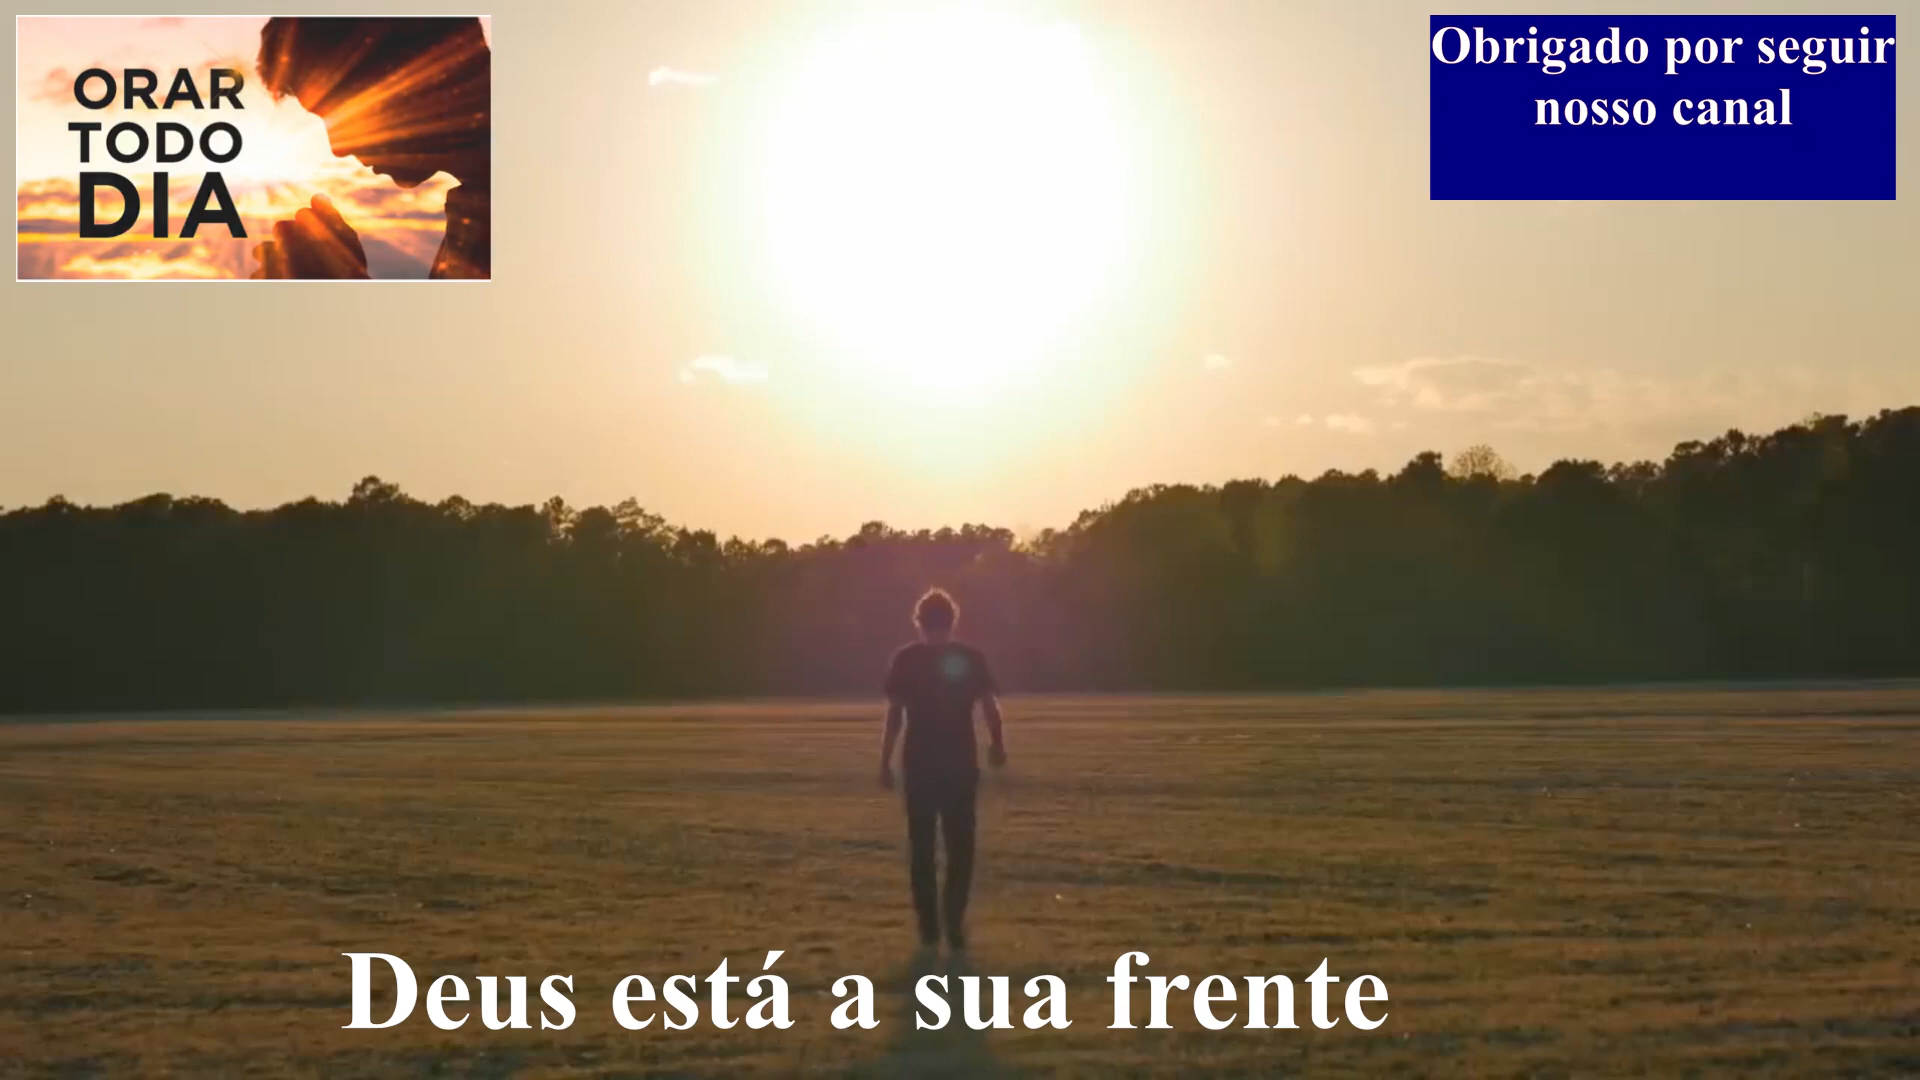 ORAR
TODO
DIA
Obrigado por seguir
nosso canal
Deus está a sua frente